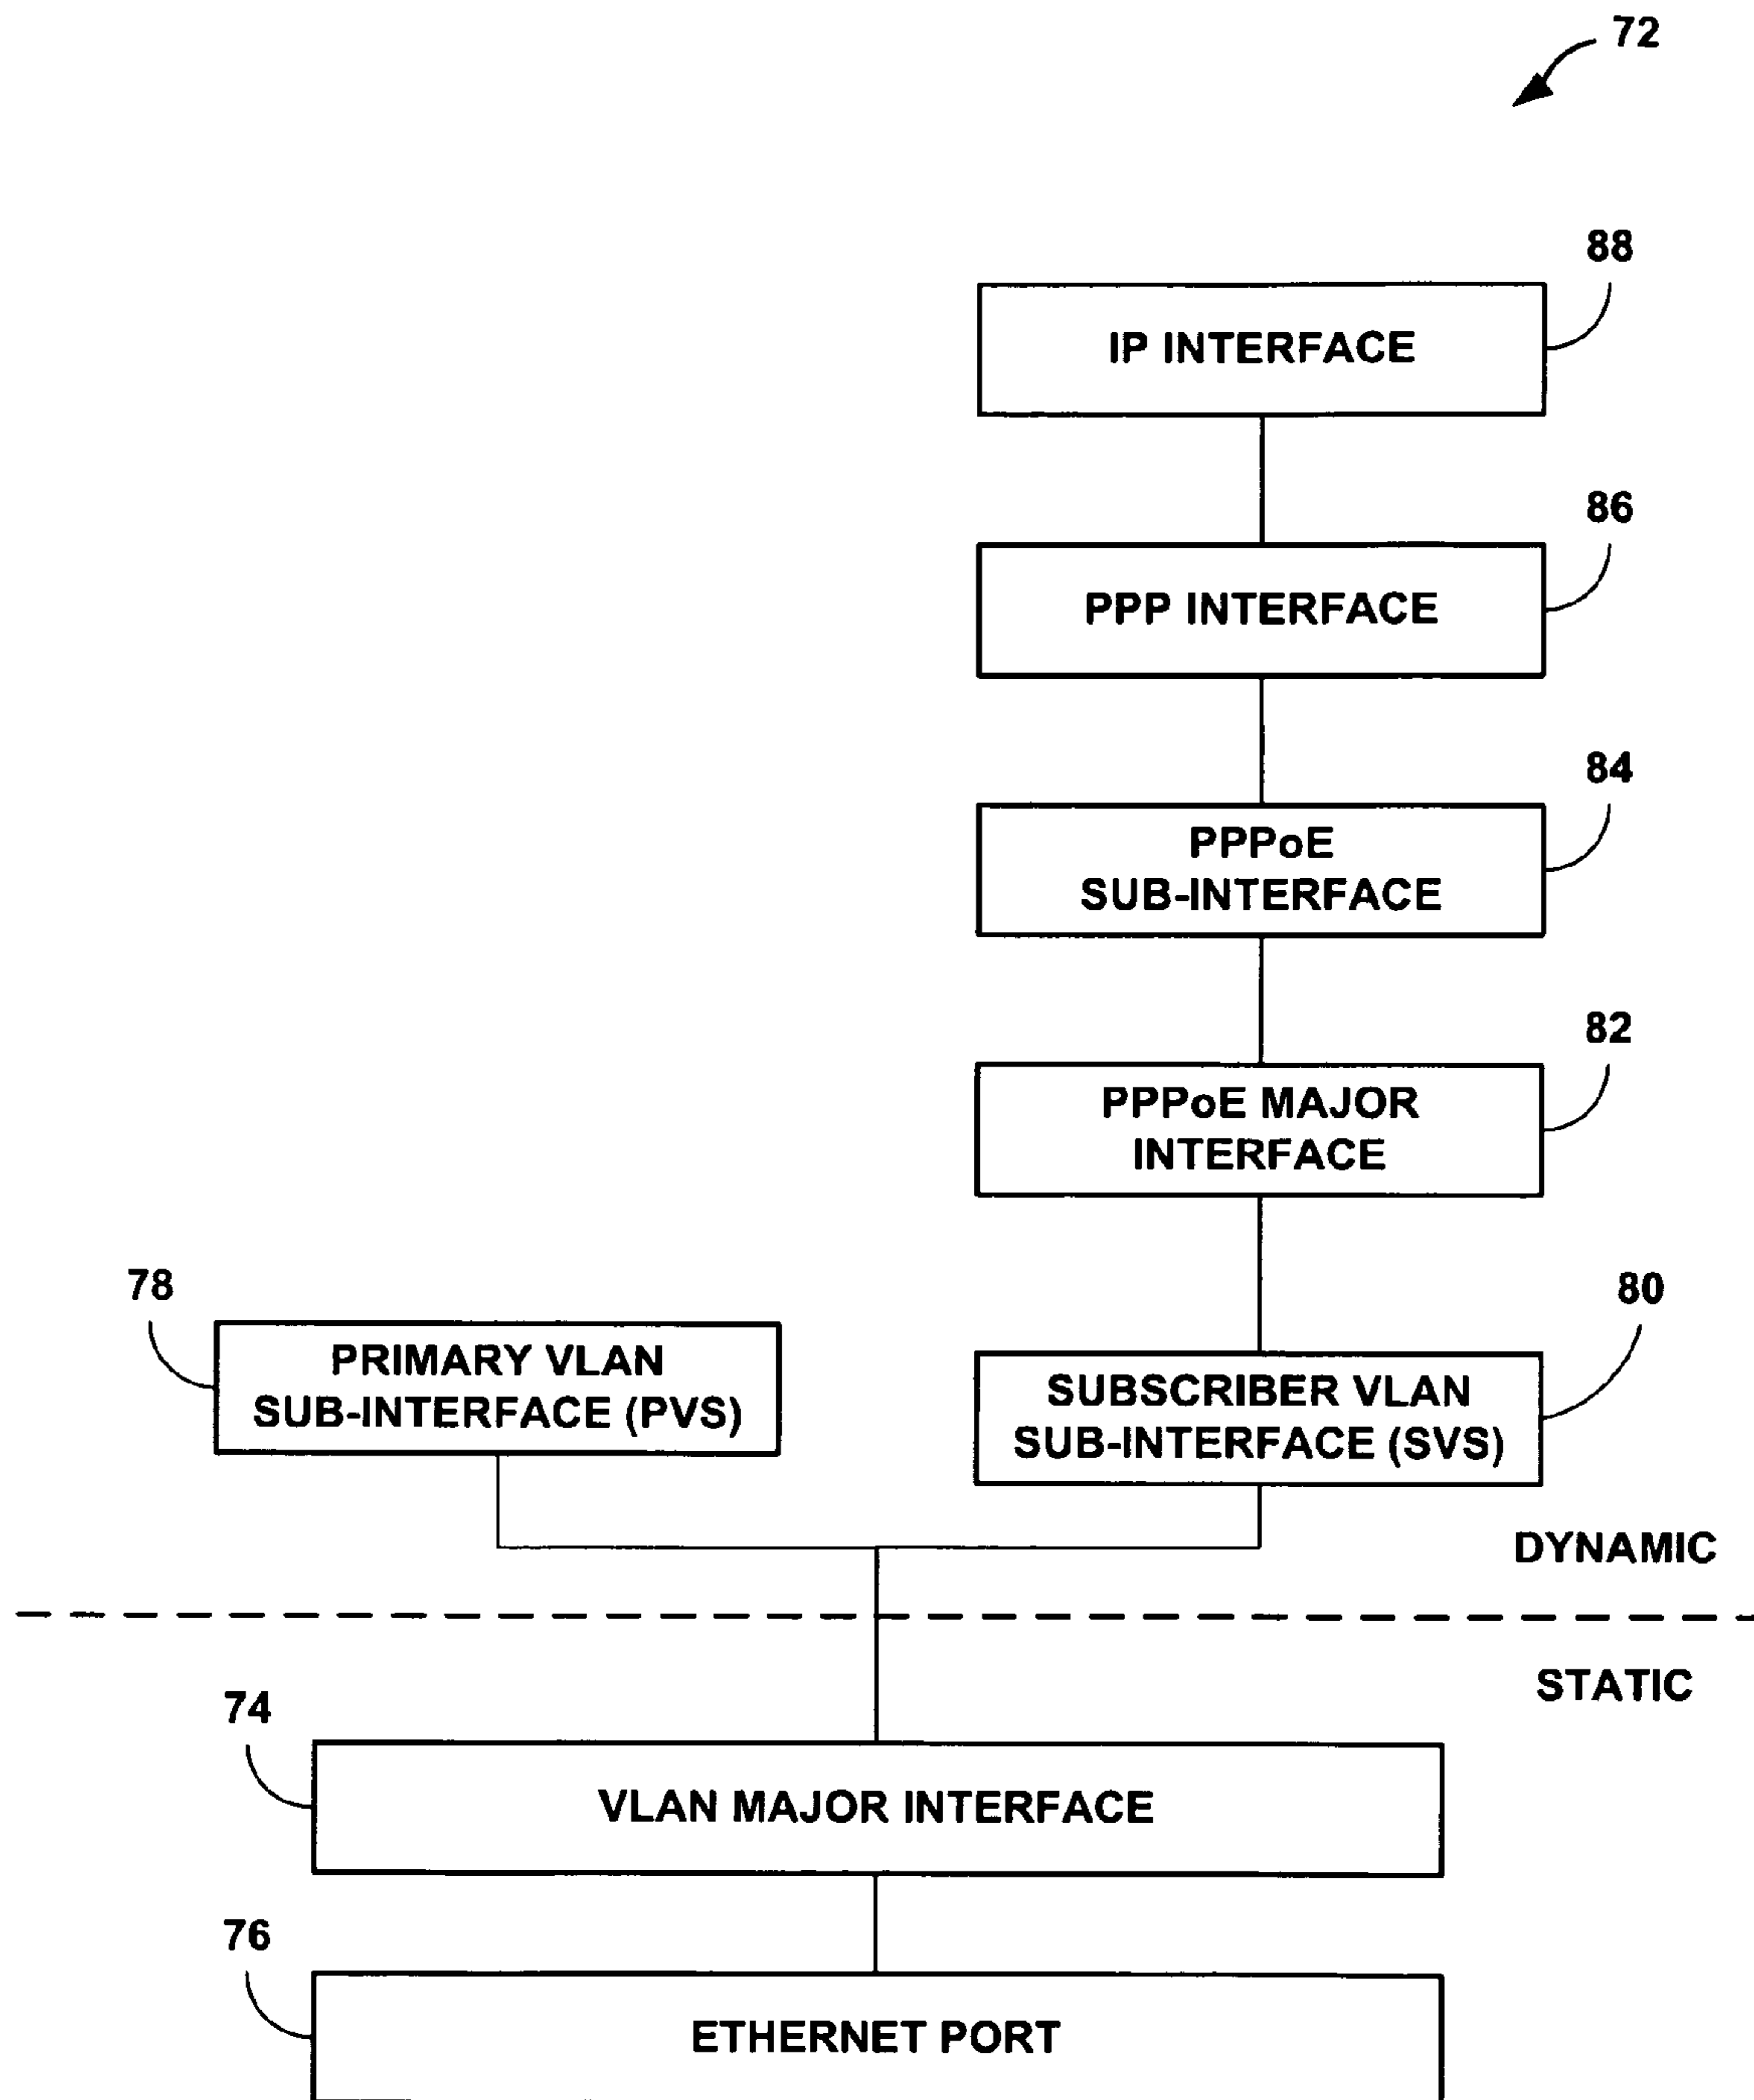 72
88
IP INTERFACE
86
PPP INTERFACE
84
PPPoE
SUB-INTERFACE
82
PPPoE MAJOR
INTERFACE
78
PRIMARY VLAN
SUB-INTERFACE (PVS)
80
SUBSCRIBER VLAN
SUB-INTERFACE (SVS)
DYNAMIC
STATIC
74
VLAN MAJOR INTERFACE
76
ETHERNET PORT